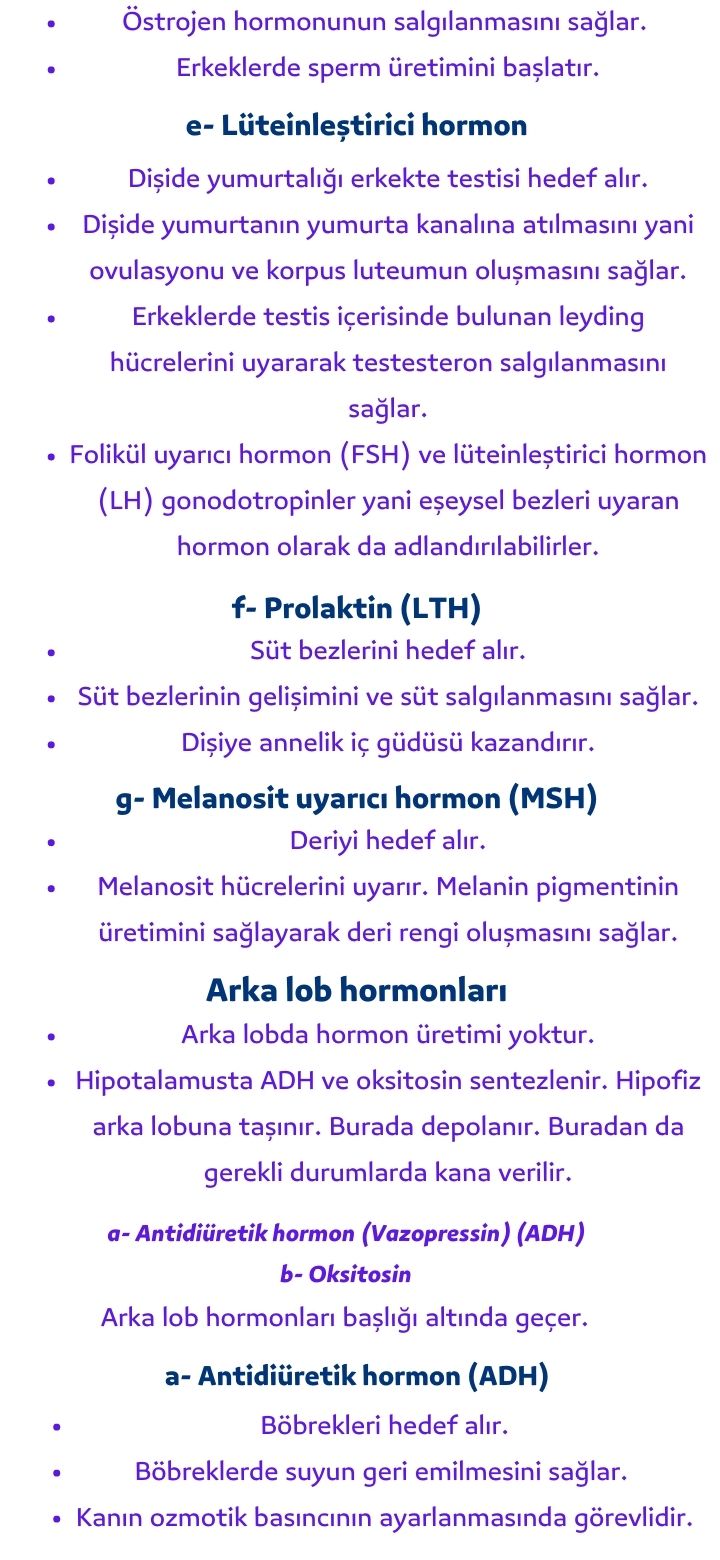 • Östrojen hormonunun salgılanmasını sağlar.
• Erkeklerde sperm üretimini başlatır.
e- Lüteinleştirici hormon
• Dişide yumurtalığı erkekte testisi hedef alır.
• Dişide yumurtanın yumurta kanalına atılmasını yani
ovulasyonu ve korpus luteumun oluşmasını sağlar.
• Erkeklerde testis içerisinde bulunan leyding
hücrelerini uyararak testesteron salgılanmasını
sağlar.
• Folikül uyarıcı hormon (FSH) ve lüteinleştirici hormon
(LH) gonodotropinler yani eşeysel bezleri uyaran
hormon olarak da adlandırılabilirler.
f- Prolaktin (LTH)
• Süt bezlerini hedef alır.
• Süt bezlerinin gelişimini ve süt salgılanmasını sağlar.
• Dişiye annelik iç güdüsü kazandırır.
g- Melanosit uyarıcı hormon (MSH)
• Deriyi hedef alır.
• Melanosit hücrelerini uyarır. Melanin pigmentinin
üretimini sağlayarak deri rengi oluşmasını sağlar.
Arka lob hormonları
• Arka lobda hormon üretimi yoktur.
• Hipotalamusta ADH ve oksitosin sentezlenir. Hipofiz
arka lobuna taşınır. Burada depolanır. Buradan da
gerekli durumlarda kana verilir.
a- Antidiüretik hormon (Vazopressin) (ADH)
b- Oksitosin
Arka lob hormonları başlığı altında geçer.
a- Antidiüretik hormon (ADH)
• Böbrekleri hedef alır.
• Böbreklerde suyun geri emilmesini sağlar.
• Kanın ozmotik basıncının ayarlanmasında görevlidir.